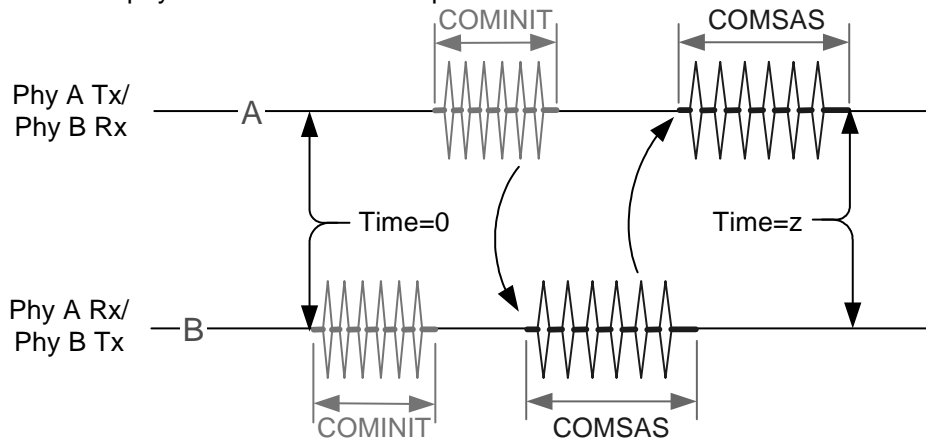 COMINIT
COMSAS
Phy A Tx/
Phy B Rx
A
Time=0
Time=z
Phy A Rx/
Phy B Tx
B
COMINIT
COMSAS